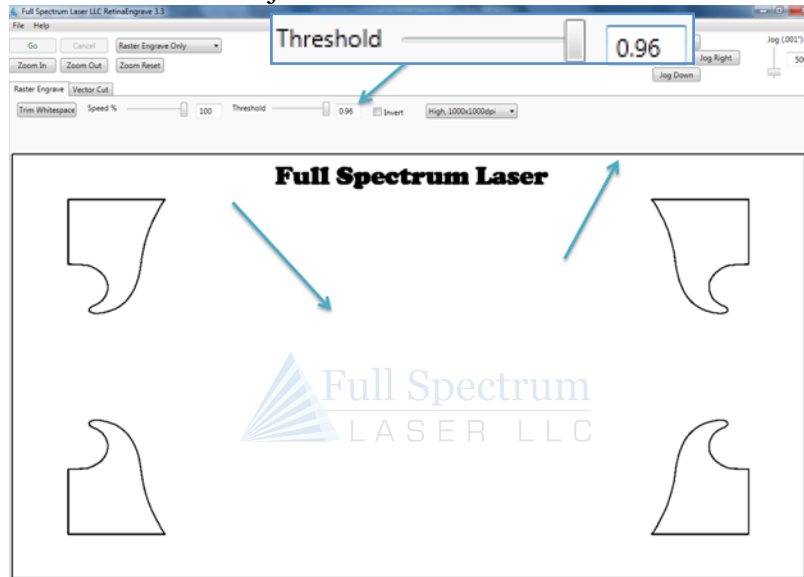 Full Spectrum Laser LLC RetinaEngrave 3.3
File Help
Go Cancel Raster Engrave Only
Zoom In Zoom Out Zoom Reset
Threshold 0.96
Jog Right
Jog Down
Jog (.001")
Raster Engrave Vector Cut
Trim Whitespace Speed % 100 Threshold 0.96 Invert High, 1000x1000dpi
Full Spectrum Laser
Full Spectrum
LASER LLC